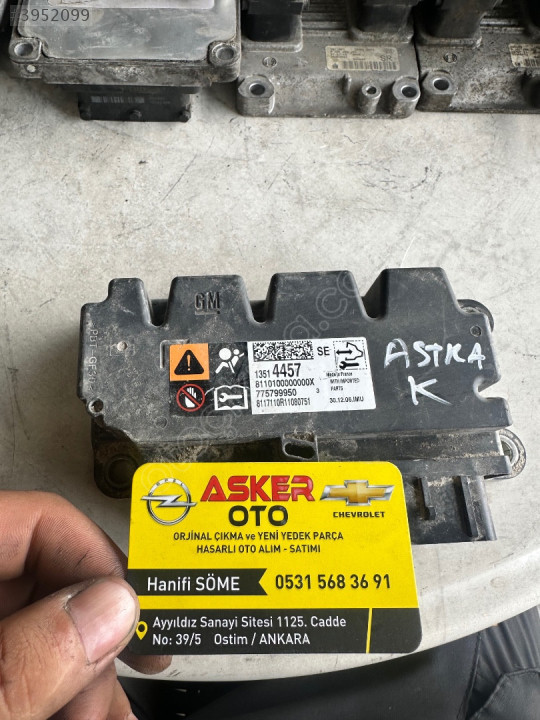 3952099
GM
SE
1351 4457
8110100000000X
775799950
3
8117110R11080751
Made in France
WITH IMPORTED
PARTS
30.12.06.IMU
ASTRA
K
ASKER
OTO
CHEVROLET
ORJİNAL ÇIKMA ve YENİ YEDEK PARÇA
HASARLI OTO ALIM - SATIMI
Hanifi SÖME
0531 568 36 91
Ayyıldız Sanayi Sitesi 1125. Cadde
No: 39/5 Ostim / ANKARA